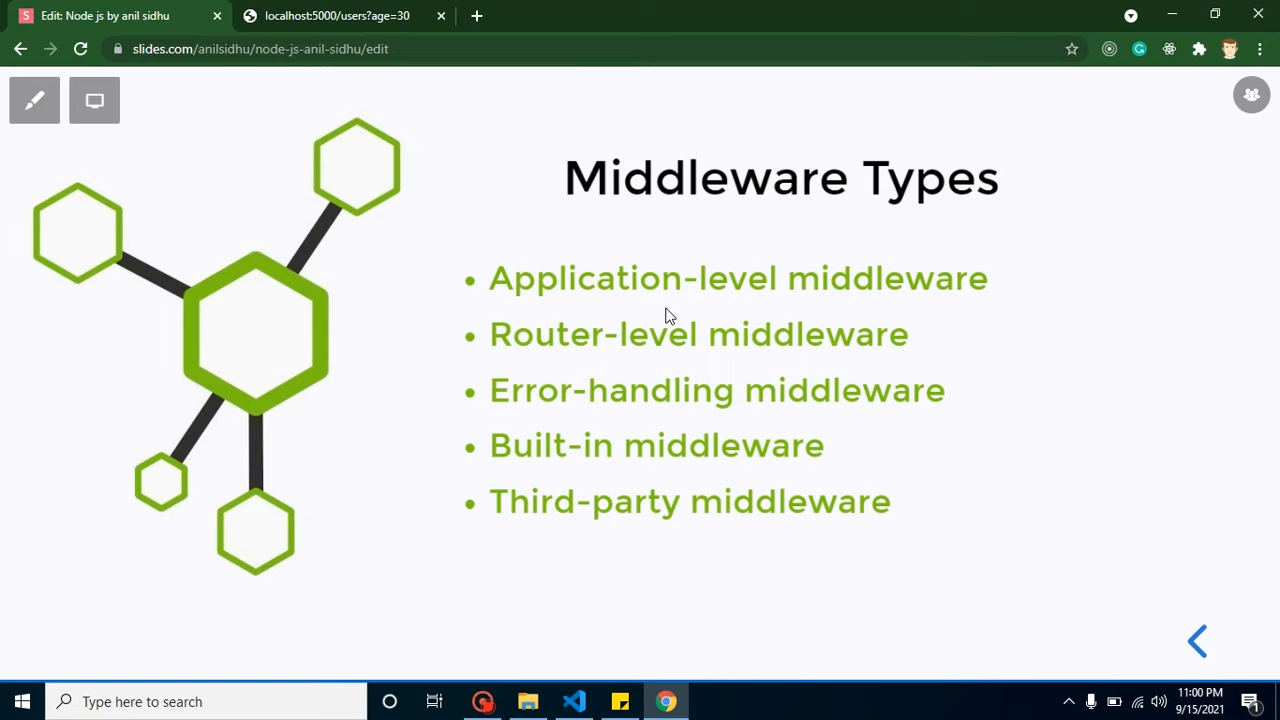 Edit: Node js by anil sidhu
localhost:5000/users?age=30
slides.com/anilsidhu/node-js-anil-sidhu/edit
Middleware Types
• Application-level middleware
• Router-level middleware
• Error-handling middleware
• Built-in middleware
• Third-party middleware
Type here to search
11:00 PM
9/15/2021
1